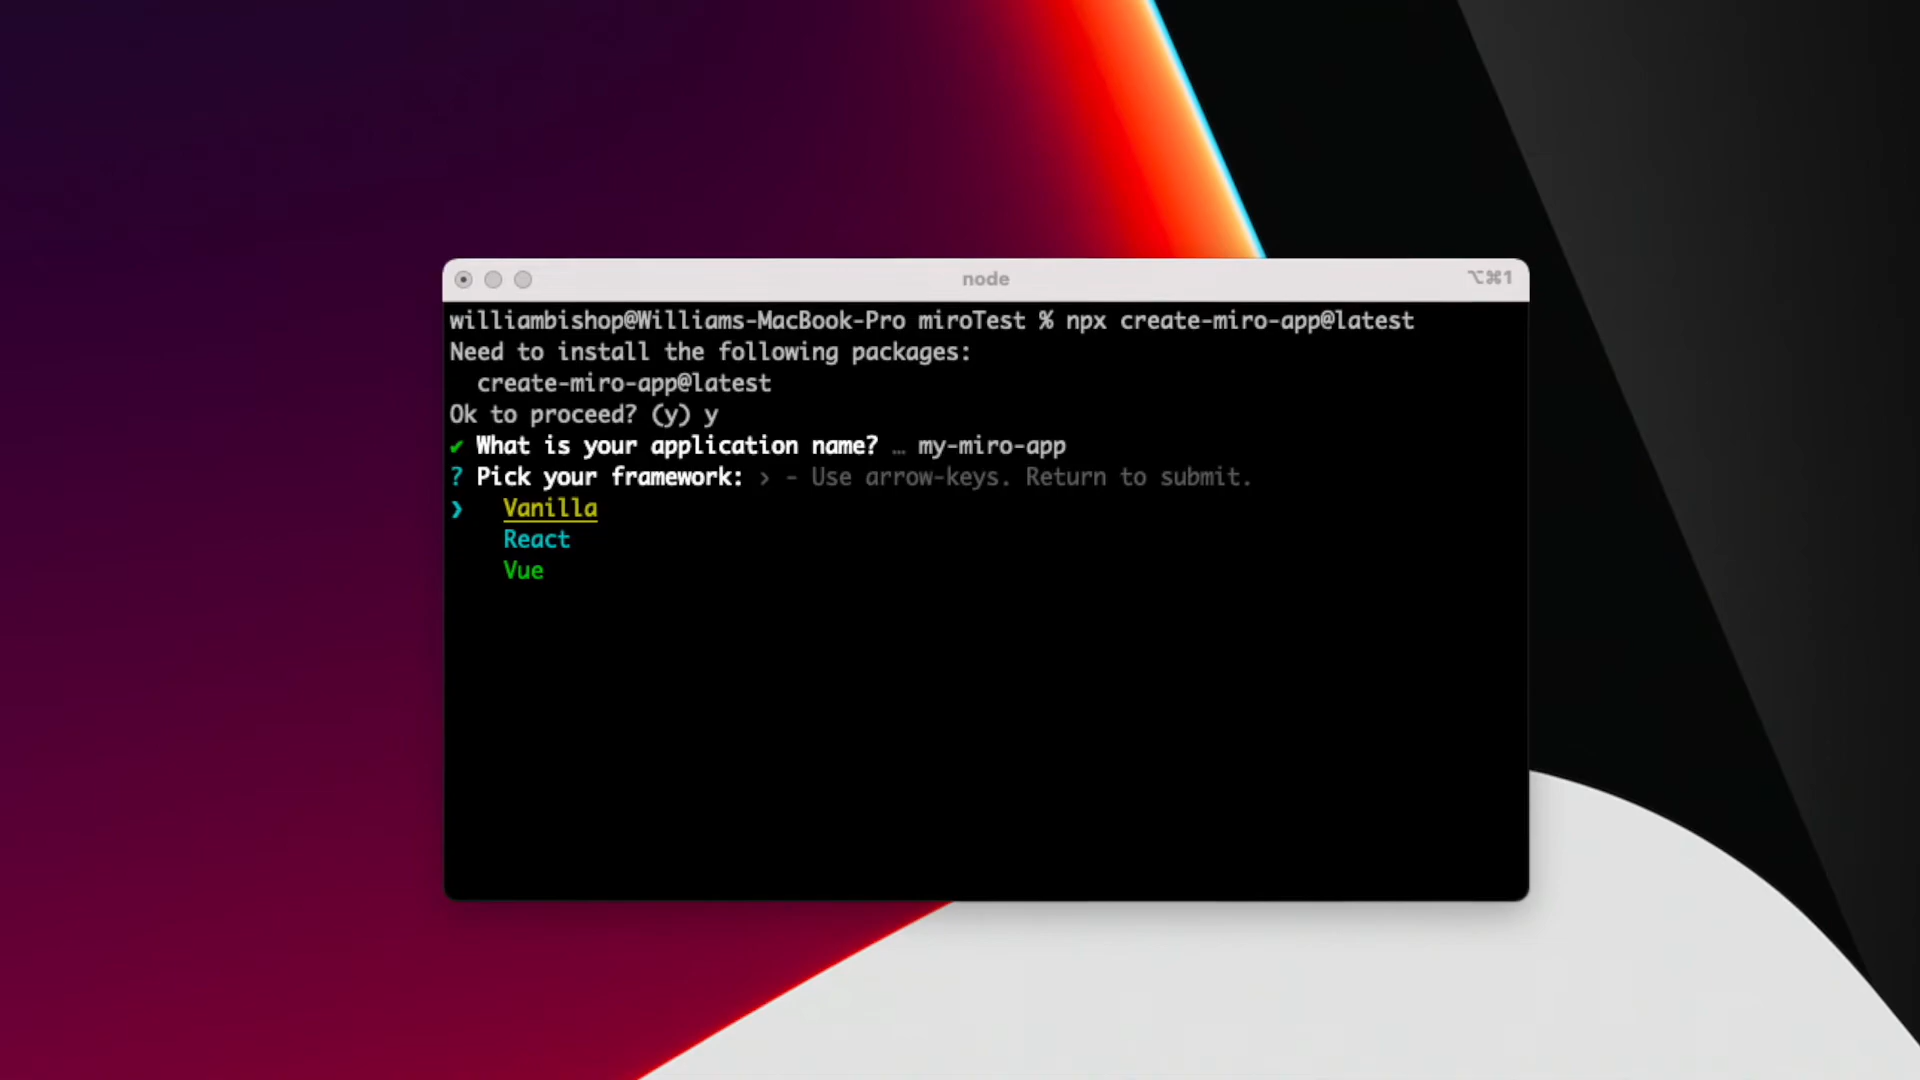 node
⌥⌘1
williambishop@Williams-MacBook-Pro miroTest % npx create-miro-app@latest
Need to install the following packages:
  create-miro-app@latest
Ok to proceed? (y) y
✔ What is your application name? … my-miro-app
? Pick your framework: › - Use arrow-keys. Return to submit.
❯   Vanilla
    React
    Vue